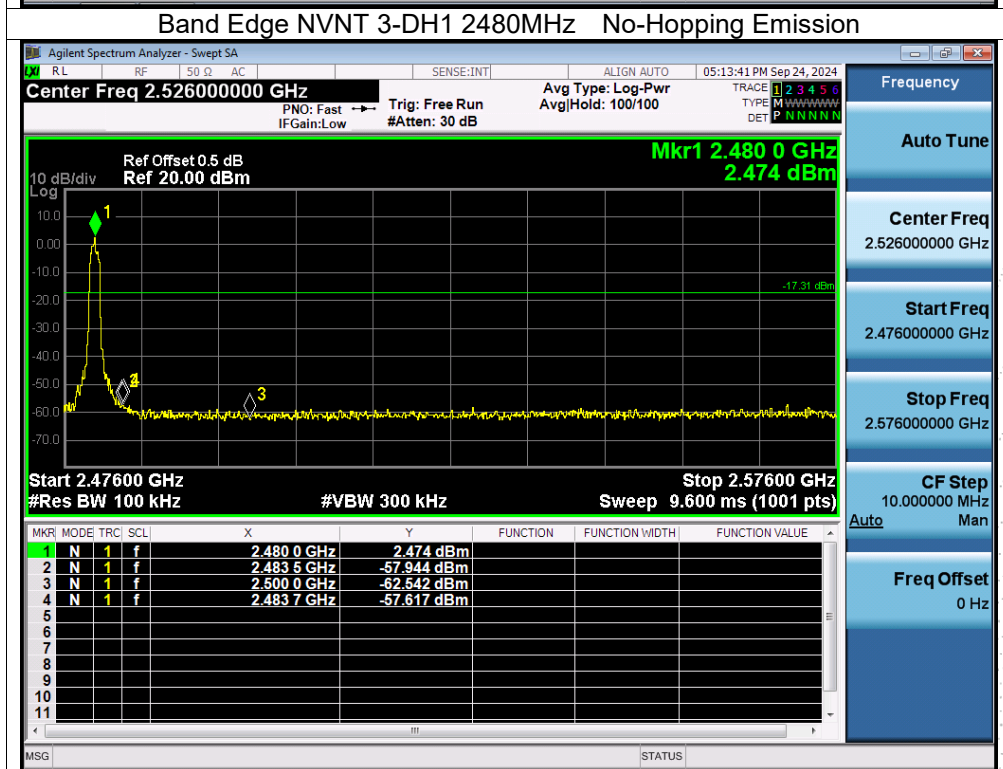 Band Edge NVNT 3-DH1 2480MHz No-Hopping Emission
Agilent Spectrum Analyzer - Swept SA
LXI RL RF 50 Ω AC SENSE:INT ALIGN AUTO 05:13:41 PM Sep 24, 2024
Center Freq 2.526000000 GHz
PNO: Fast
IFGain:Low
Trig: Free Run
#Atten: 30 dB
Avg Type: Log-Pwr
Avg|Hold: 100/100
TRACE 1 2 3 4 5 6
TYPE M WWWWW
DET P N N N N N
Mkr1 2.480 0 GHz
2.474 dBm
Ref Offset 0.5 dB
10 dB/div Ref 20.00 dBm
Log
10.0
0.00
-10.0
-20.0
-30.0
-40.0
-50.0
-60.0
-70.0
1
-17.31 dBm
3
Start 2.47600 GHz Stop 2.57600 GHz
#Res BW 100 kHz #VBW 300 kHz Sweep 9.600 ms (1001 pts)
MKR MODE TRC SCL X Y FUNCTION FUNCTION WIDTH FUNCTION VALUE
1 N 1 f 2.480 0 GHz 2.474 dBm
2 N 1 f 2.483 5 GHz -57.944 dBm
3 N 1 f 2.500 0 GHz -62.542 dBm
4 N 1 f 2.483 7 GHz -57.617 dBm
5
6
7
8
9
10
11
MSG STATUS
Frequency
Auto Tune
Center Freq
2.526000000 GHz
Start Freq
2.476000000 GHz
Stop Freq
2.576000000 GHz
CF Step
10.000000 MHz
Auto Man
Freq Offset
0 Hz